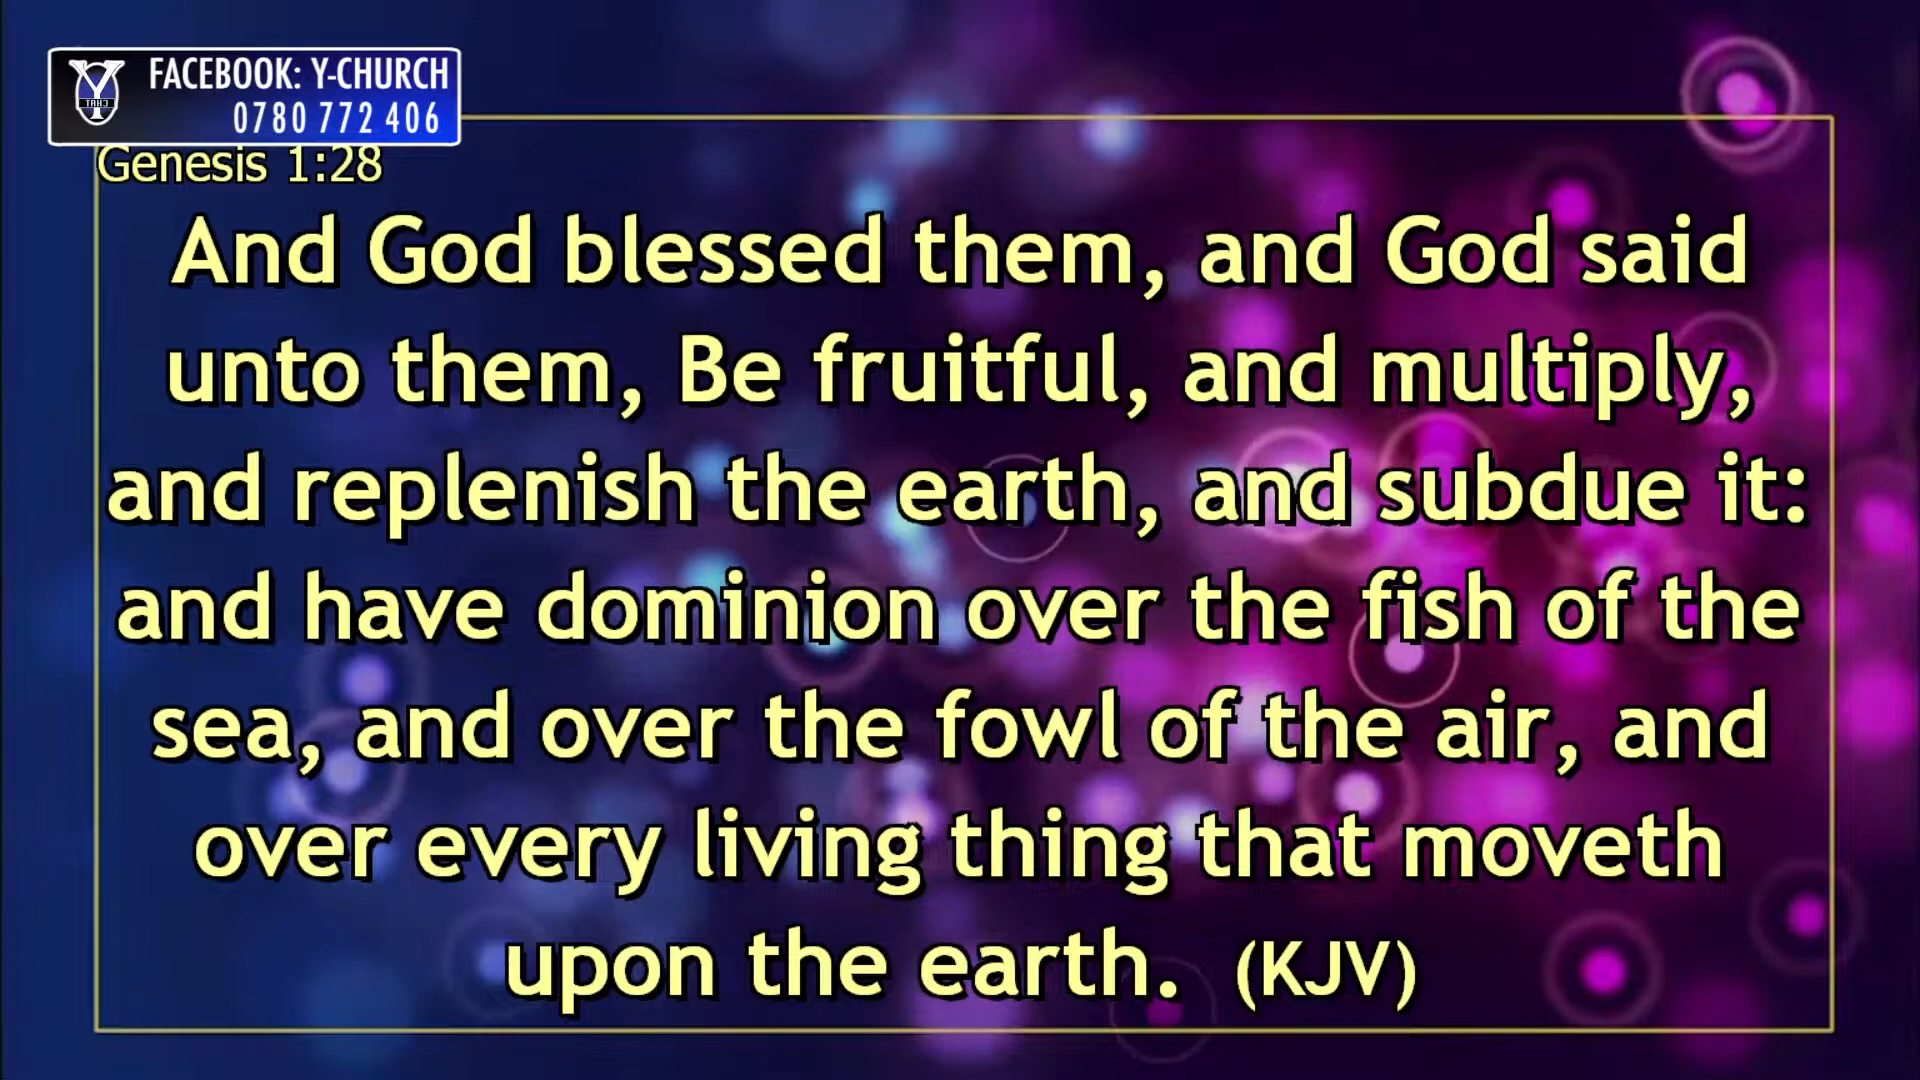 FACEBOOK: Y-CHURCH
0780 772 406
Genesis 1:28
And God blessed them, and God said
unto them, Be fruitful, and multiply,
and replenish the earth, and subdue it:
and have dominion over the fish of the
sea, and over the fowl of the air, and
over every living thing that moveth
upon the earth. (KJV)